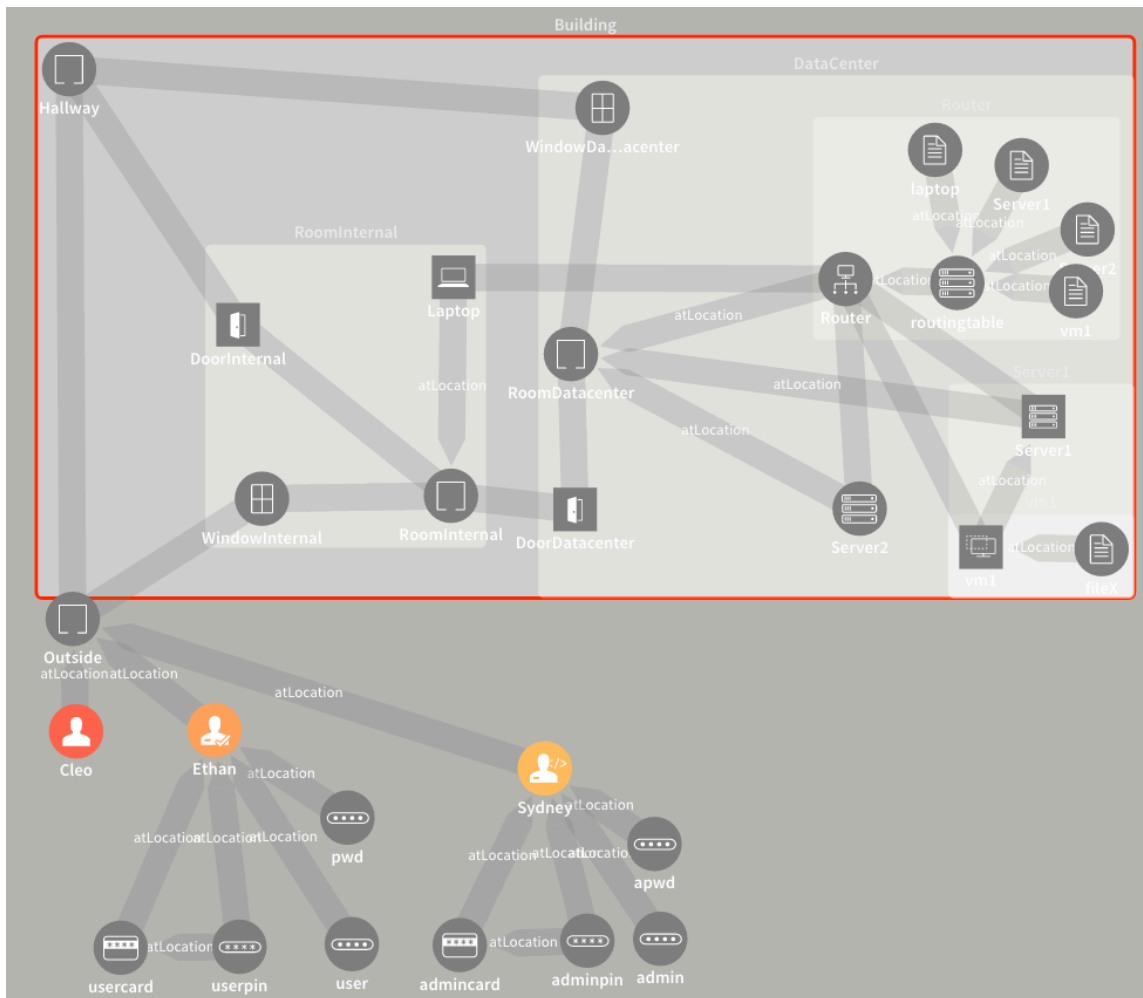 Building
DataCenter
Router
Hallway
WindowDa...acenter
laptop
Server1
atLocation
atLocation
RoomInternal
atLocation
Server2
Laptop
atLocation
atLocation
Router
routingtable
vm1
atLocation
DoorInternal
Server1
RoomDatacenter
atLocation
atLocation
atLocation
Server1
atLocation
vm1
WindowInternal
RoomInternal
DoorDatacenter
Server2
atLocation
vm1
fileX
Outside
atLocation
atLocation
atLocation
Cleo
Ethan
atLocation
Sydney
atLocation
atLocation
atLocation
atLocation
pwd
atLocation
atLocation
atLocation
apwd
atLocation
atLocation
usercard
userpin
user
admincard
adminpin
admin